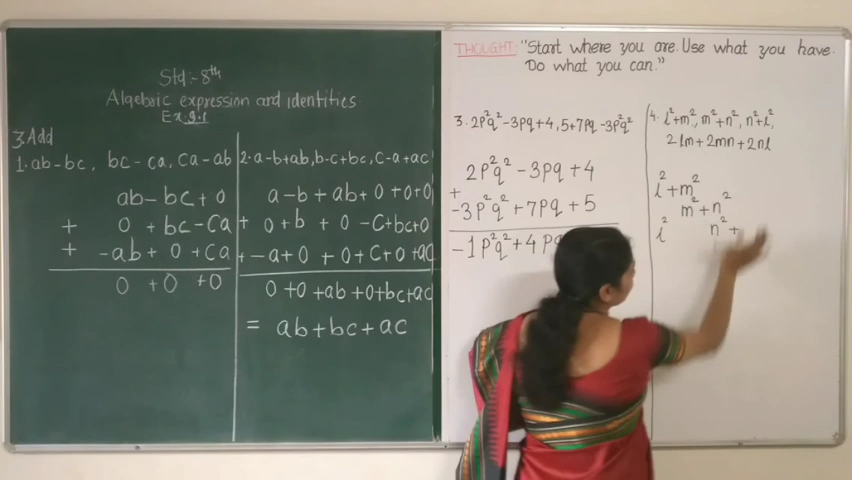 Std:- 8th
Algebraic expression and identities
Ex. 9.1
3. Add
1. ab-bc, bc-ca, ca-ab
ab-bc+0
+ 0 +bc-ca
+ -ab+0+ca
0 +0 +0
2. a-b+ab, b-c+bc, c-a+ac
a-b+ab+0+0+0
+ 0+b+0-c+bc+0
+ -a+0+0+c+0+ac
0+0+ab+0+bc+ac
= ab+bc+ac
THOUGHT: "Start where you are. Use what you have.
Do what you can."
3. 2p²q²-3pq+4, 5+7pq-3p²q²
2p²q²-3pq+4
+
-3p²q²+7pq+5
-1p²q²+4pq
4. l²+m², m²+n², n²+l²,
2lm+2mn+2nl
l²+m²
m²+n²
l² n²+